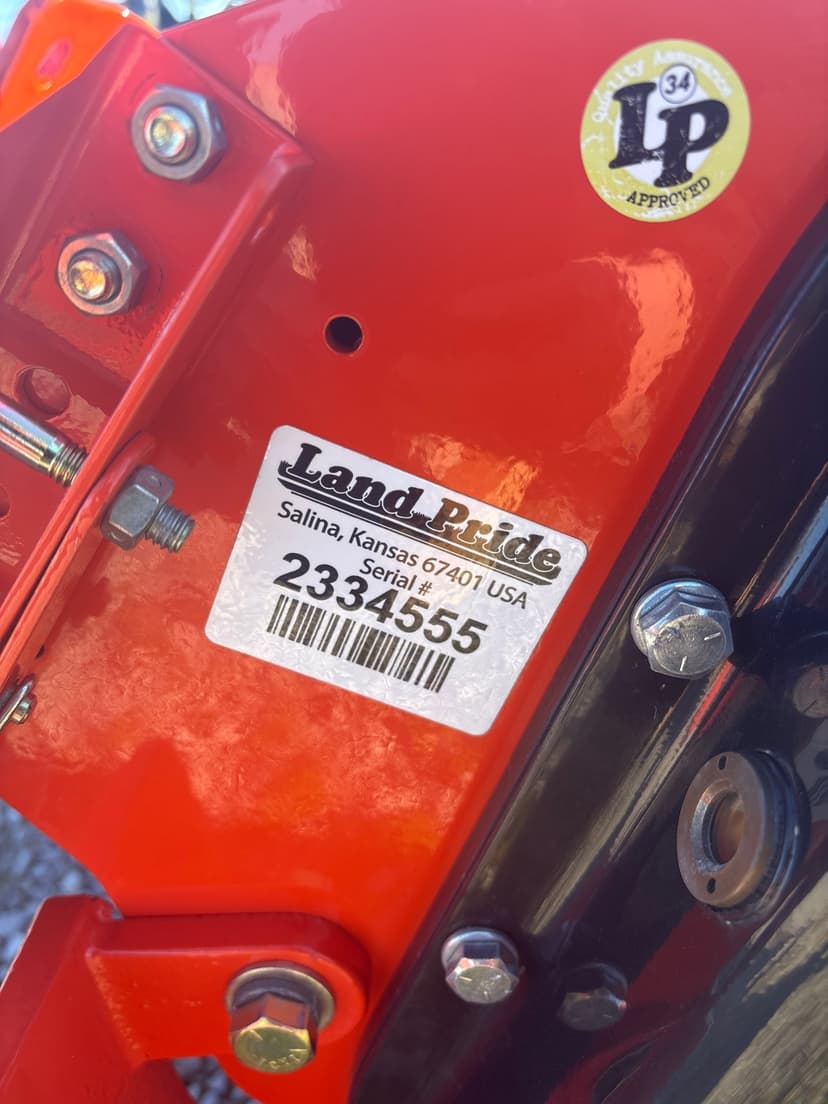 Quality Assurance
34
LP
APPROVED
Land Pride
Salina, Kansas 67401 USA
Serial #
2334555